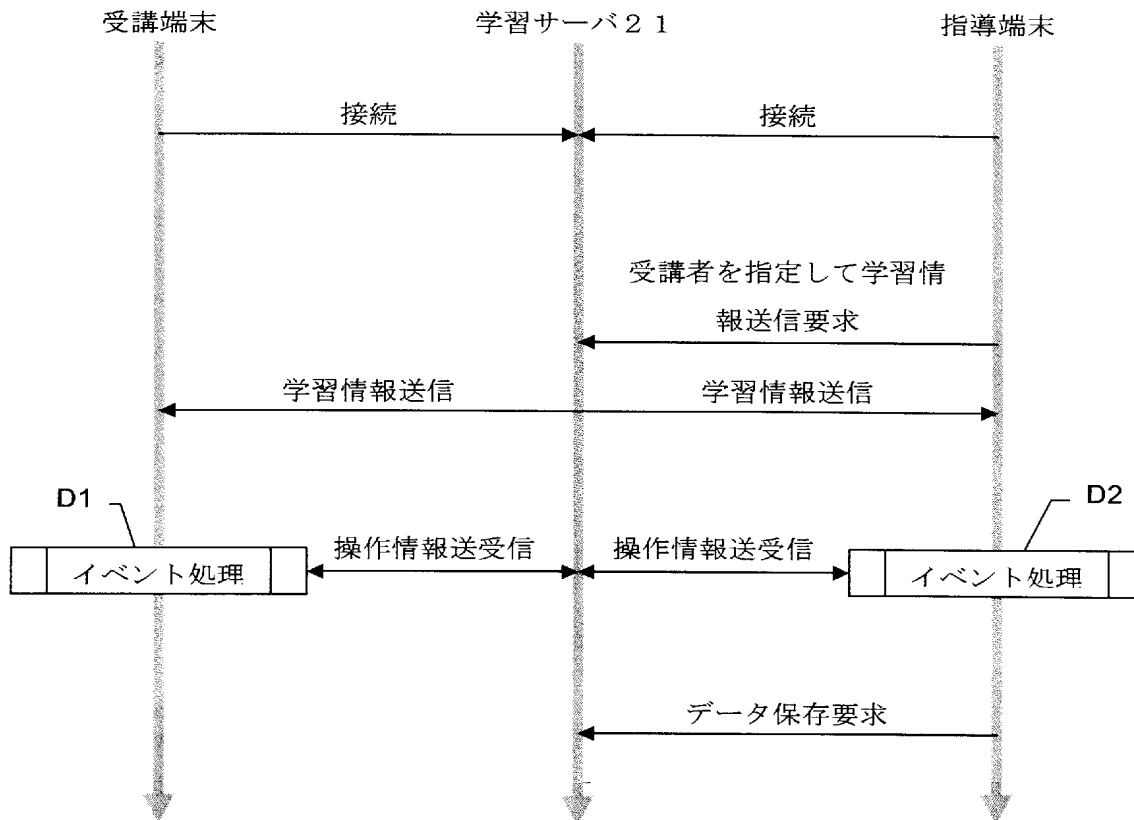 受講端末
学習サーバ２１
指導端末
接続
接続
受講者を指定して学習情
報送信要求
学習情報送信
学習情報送信
D1
D2
操作情報送受信
操作情報送受信
イベント処理
イベント処理
データ保存要求